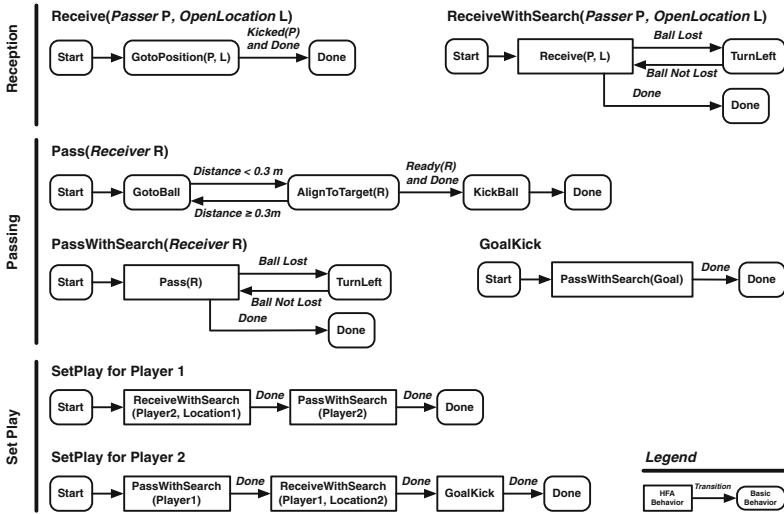 Reception
Receive(Passer P, OpenLocation L)
Start
GotoPosition(P, L)
Kicked(P)
and Done
Done
ReceiveWithSearch(Passer P, OpenLocation L)
Start
Receive(P, L)
Ball Lost
TurnLeft
Ball Not Lost
Done
Done
Passing
Pass(Receiver R)
Start
GotoBall
Distance < 0.3 m
Distance ≥ 0.3m
AlignToTarget(R)
Ready(R)
and Done
KickBall
Done
PassWithSearch(Receiver R)
Start
Pass(R)
Ball Lost
TurnLeft
Ball Not Lost
Done
Done
GoalKick
Start
PassWithSearch(Goal)
Done
Done
Set Play
SetPlay for Player 1
Start
ReceiveWithSearch
(Player2, Location1)
Done
PassWithSearch
(Player2)
Done
Done
SetPlay for Player 2
Start
PassWithSearch
(Player1)
Done
ReceiveWithSearch
(Player1, Location2)
Done
GoalKick
Done
Done
Legend
HFA
Behavior
Transition
Basic
Behavior